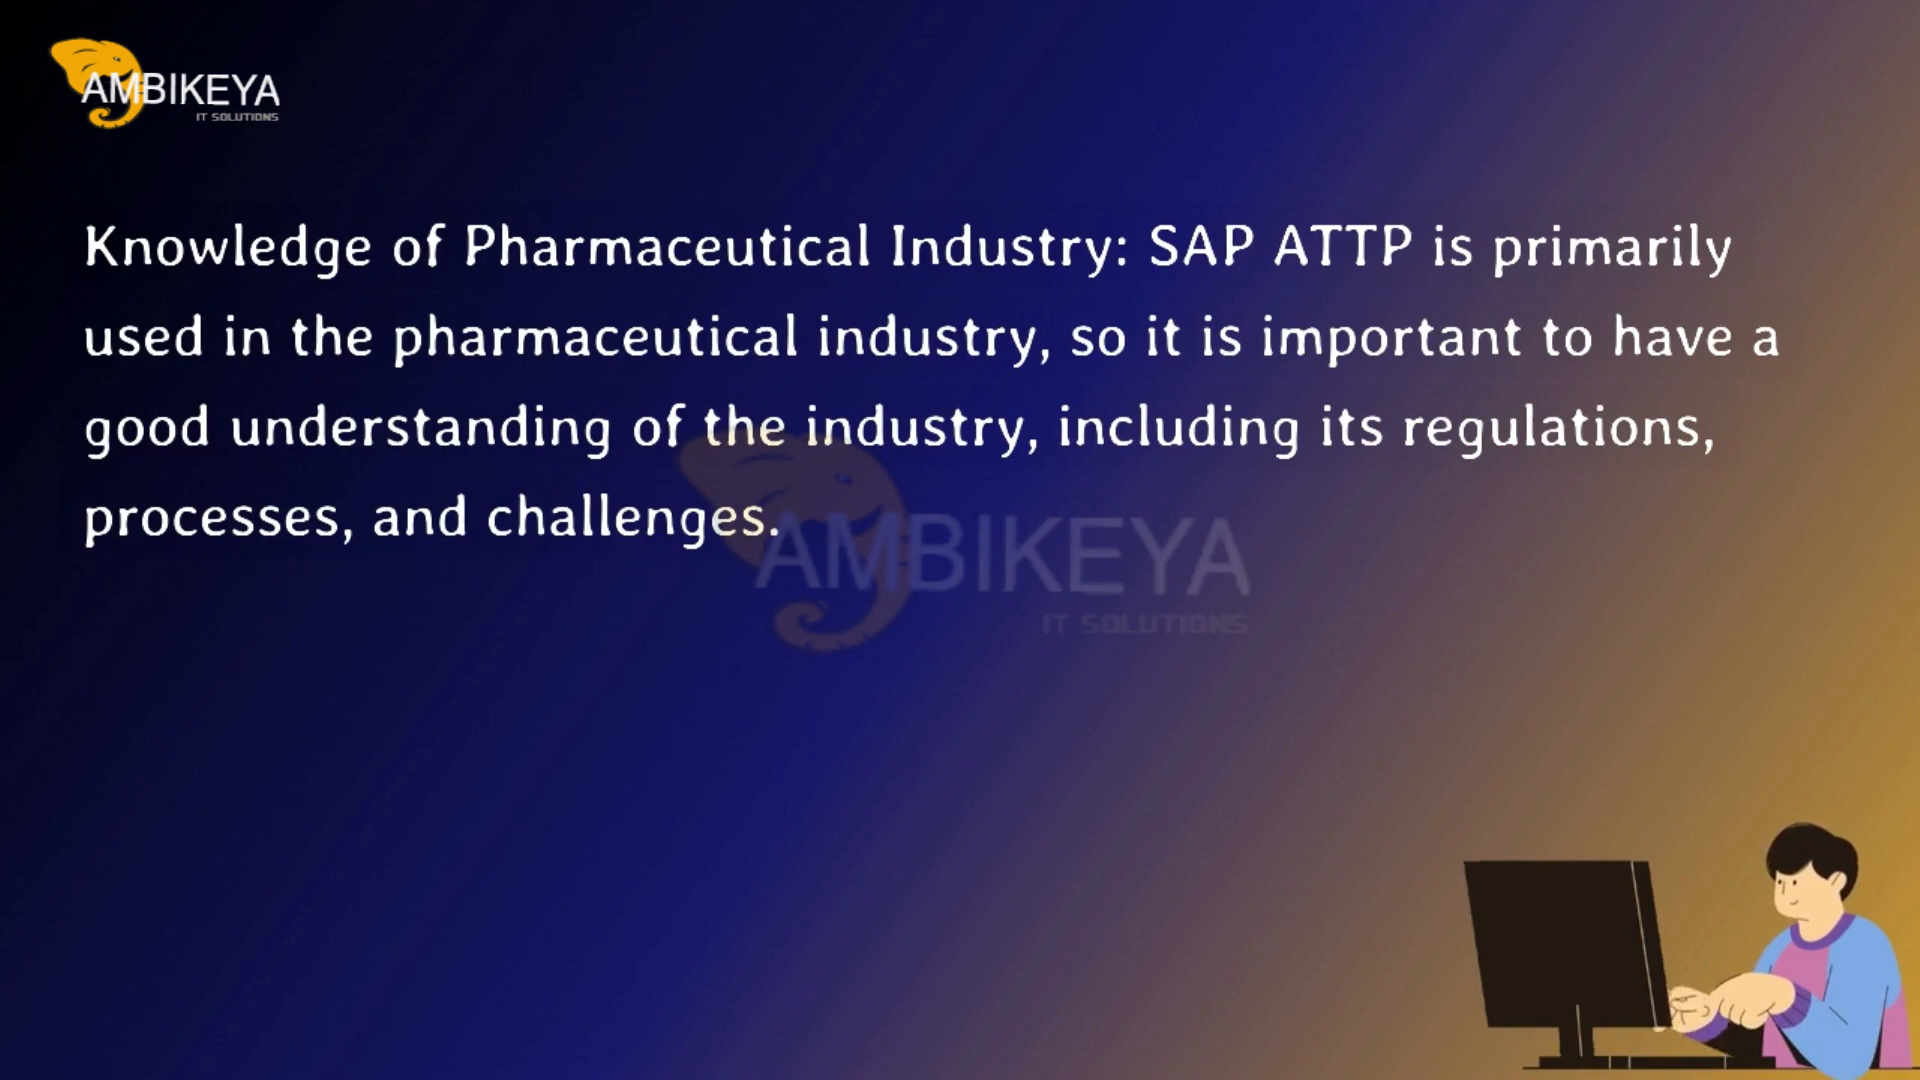 AMBIKEYA
IT SOLUTIONS
Knowledge of Pharmaceutical Industry: SAP ATTP is primarily
used in the pharmaceutical industry, so it is important to have a
good understanding of the industry, including its regulations,
processes, and challenges.
AMBIKEYA
IT SOLUTIONS